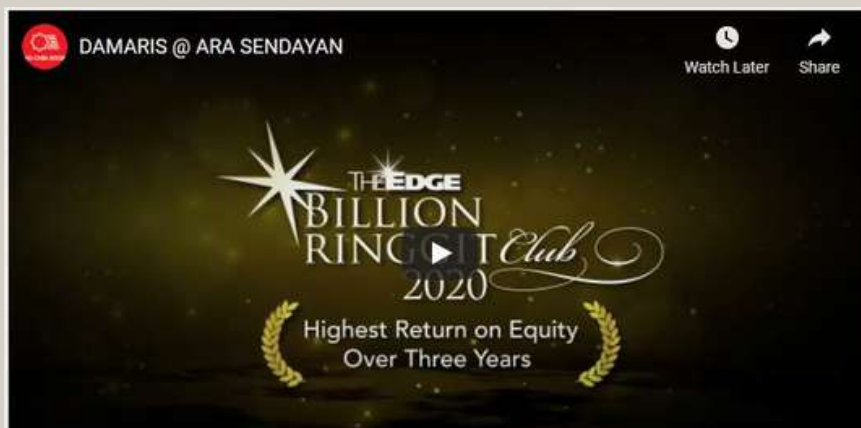 DAMARIS @ ARA SENDAYAN
Watch Later
Share
THE EDGE
BILLION
RINGGIT Club
2020
Highest Return on Equity
Over Three Years